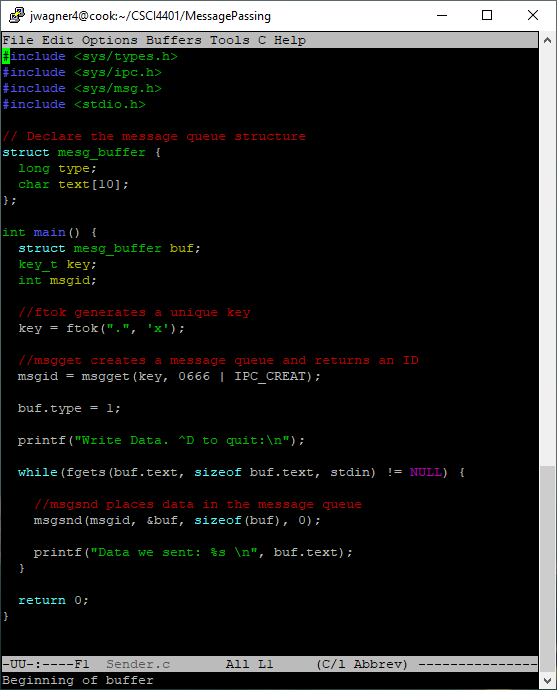 jwagner4@cook:~/CSCI4401/MessagePassing
File Edit Options Buffers Tools C Help
#include <sys/types.h>
#include <sys/ipc.h>
#include <sys/msg.h>
#include <stdio.h>
// Declare the message queue structure
struct mesg_buffer {
  long type;
  char text[10];
};
int main() {
  struct mesg_buffer buf;
  key_t key;
  int msgid;
  //ftok generates a unique key
  key = ftok(".", 'x');
  //msgget creates a message queue and returns an ID
  msgid = msgget(key, 0666 | IPC_CREAT);
  buf.type = 1;
  printf("Write Data. ^D to quit:\n");
  while(fgets(buf.text, sizeof buf.text, stdin) != NULL) {
    //msgsnd places data in the message queue
    msgsnd(msgid, &buf, sizeof(buf), 0);
    printf("Data we sent: %s \n", buf.text);
  }
  return 0;
}
-UU-:----F1  Sender.c       All L1     (C/l Abbrev) ---------------
Beginning of buffer